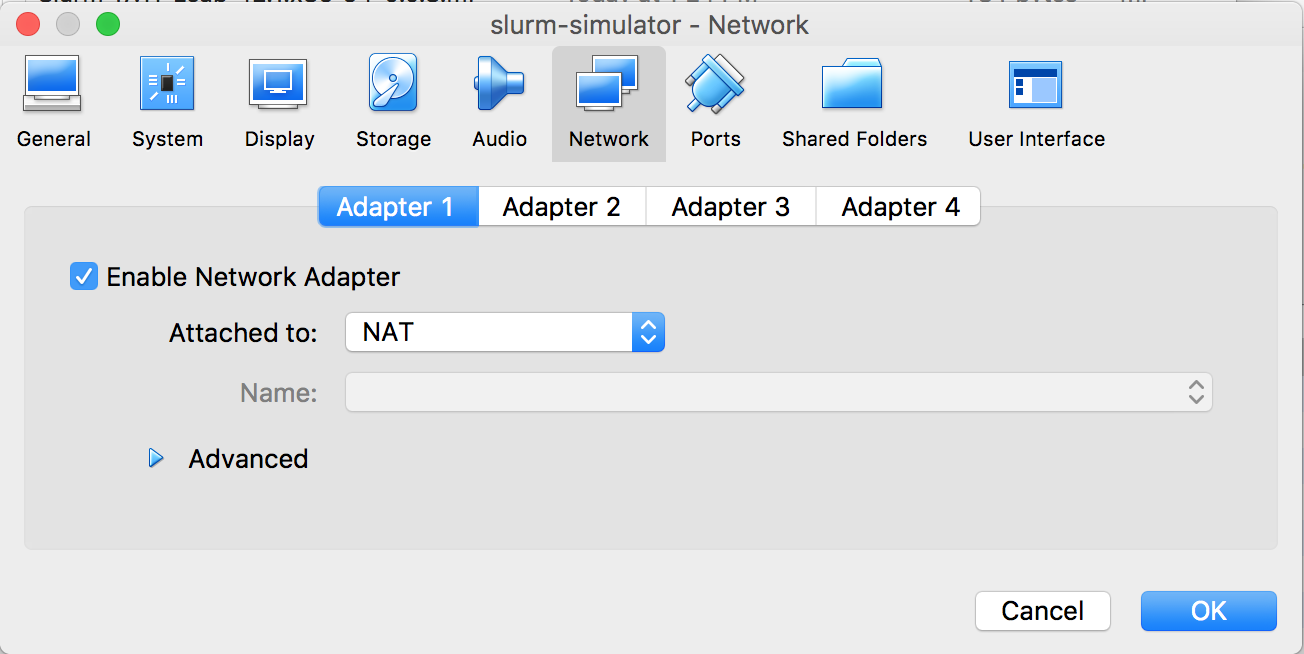 slurm-simulator - Network
General System Display Storage Audio Network Ports Shared Folders User Interface
Adapter 1 Adapter 2 Adapter 3 Adapter 4
Enable Network Adapter
Attached to: NAT
Name:
Advanced
Cancel OK